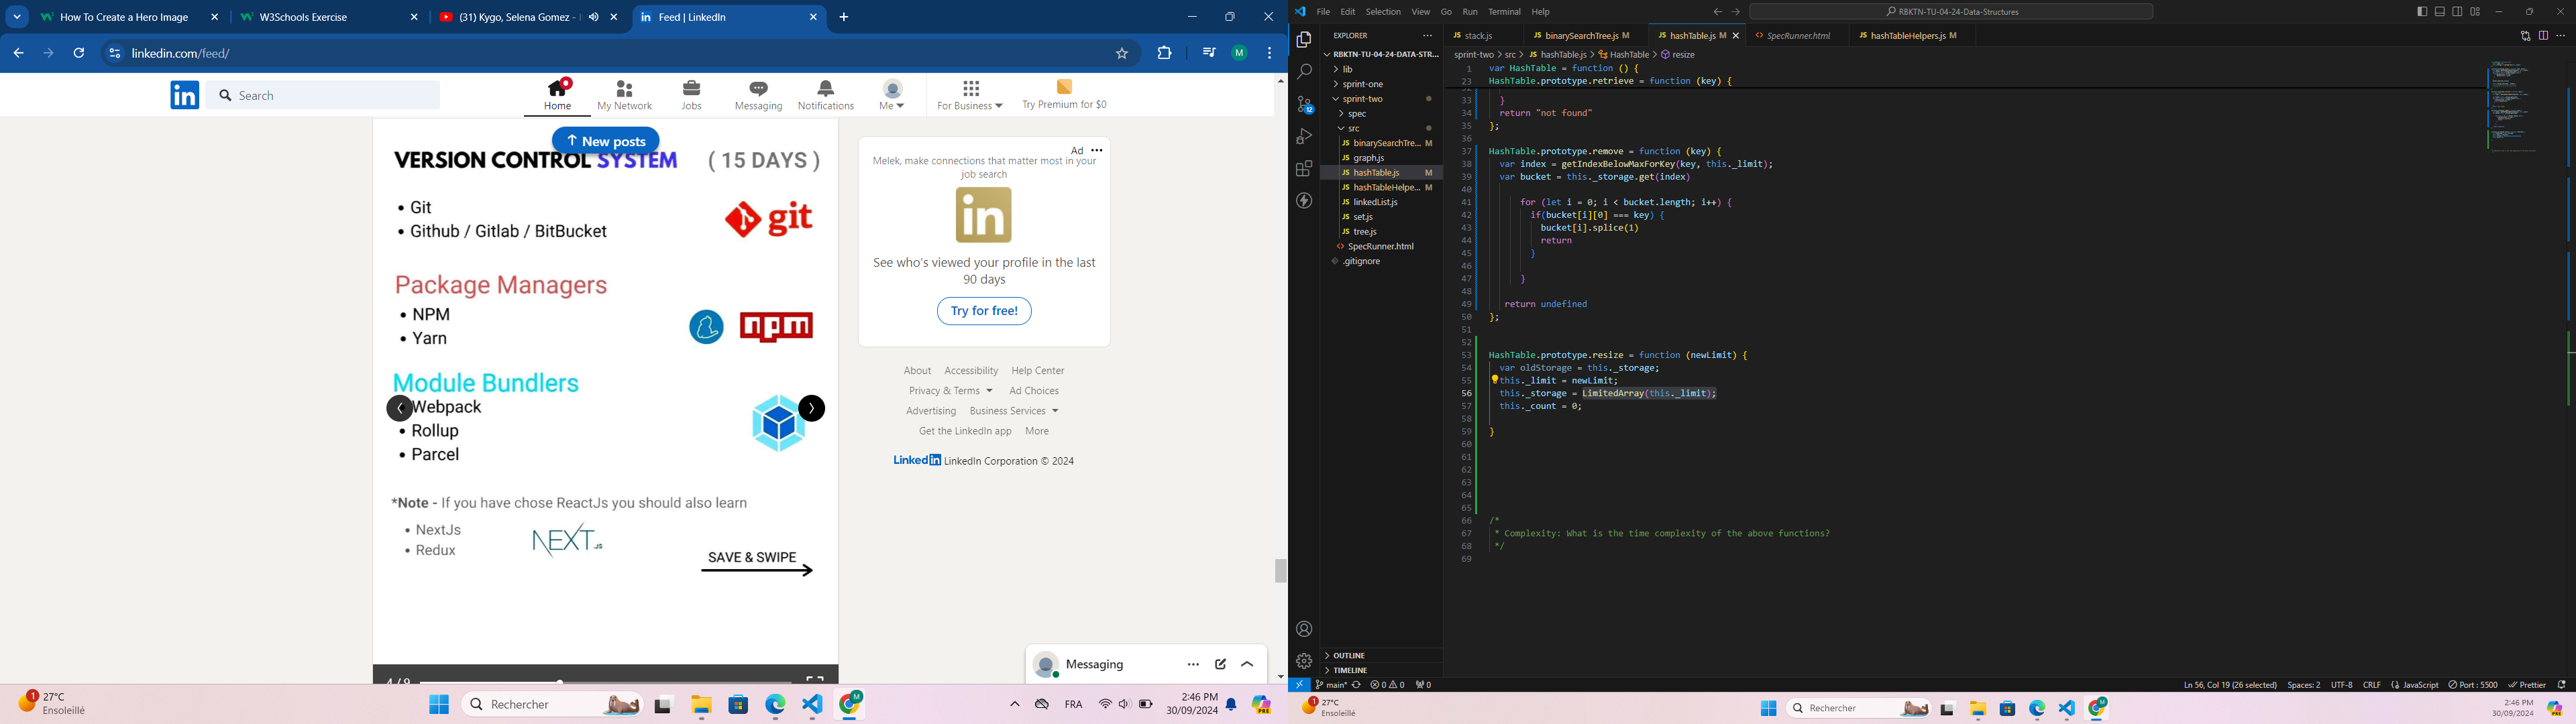 How To Create a Hero Image
W3Schools Exercise
(31) Kygo, Selena Gomez -
Feed | LinkedIn
linkedin.com/feed/
Search
Home
My Network
Jobs
Messaging
Notifications
Me
For Business
Try Premium for $0
New posts
VERSION CONTROL SYSTEM ( 15 DAYS )
• Git
• Github / Gitlab / BitBucket
git
Package Managers
• NPM
• Yarn
npm
Module Bundlers
Webpack
• Rollup
• Parcel
*Note - If you have chose ReactJs you should also learn
• NextJs
• Redux
NEXT.JS
SAVE & SWIPE
4 / 9
Ad
Melek, make connections that matter most in your
job search
in
See who's viewed your profile in the last
90 days
Try for free!
About Accessibility Help Center
Privacy & Terms Ad Choices
Advertising Business Services
Get the LinkedIn app More
LinkedIn LinkedIn Corporation © 2024
Messaging
1
27°C
Ensoleillé
Rechercher
FRA
2:46 PM
30/09/2024
File Edit Selection View Go Run Terminal Help
RBKTN-TU-04-24-Data-Structures
EXPLORER
RBKTN-TU-04-24-DATA-STR...
lib
sprint-one
sprint-two
spec
src
JS binarySearchTre... M
JS graph.js
JS hashTable.js M
JS hashTableHelpe... M
JS linkedList.js
JS set.js
JS tree.js
SpecRunner.html
.gitignore
12
OUTLINE
TIMELINE
JS stack.js
JS binarySearchTree.js M
JS hashTable.js M
SpecRunner.html
JS hashTableHelpers.js M
sprint-two > src > JS hashTable.js > HashTable > resize
1 var HashTable = function () {
23 HashTable.prototype.retrieve = function (key) {
33 }
34 return "not found"
35 };
36
37 HashTable.prototype.remove = function (key) {
38 var index = getIndexBelowMaxForKey(key, this._limit);
39 var bucket = this._storage.get(index)
40
41 for (let i = 0; i < bucket.length; i++) {
42 if(bucket[i][0] === key) {
43 bucket[i].splice(1)
44 return
45 }
46
47 }
48
49 return undefined
50 };
51
52
53 HashTable.prototype.resize = function (newLimit) {
54 var oldStorage = this._storage;
55 this._limit = newLimit;
56 this._storage = LimitedArray(this._limit);
57 this._count = 0;
58
59 }
60
61
62
63
64
65
66 /*
67 * Complexity: What is the time complexity of the above functions?
68 */
69
main*
0 0
0
Ln 56, Col 19 (26 selected)
Spaces: 2
UTF-8
CRLF
JavaScript
Port : 5500
Prettier
1
27°C
Ensoleillé
Rechercher
2:46 PM
30/09/2024